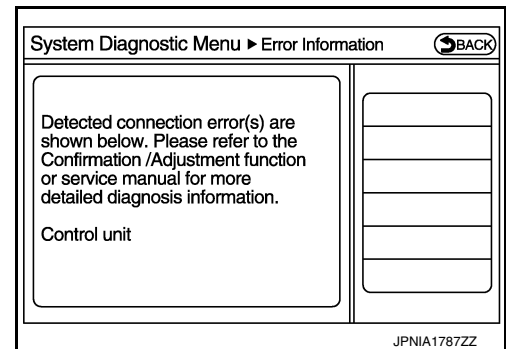 System Diagnostic Menu ▶ Error Information
BACK
Detected connection error(s) are
shown below. Please refer to the
Confirmation /Adjustment function
or service manual for more
detailed diagnosis information.
Control unit
JPNIA1787ZZ